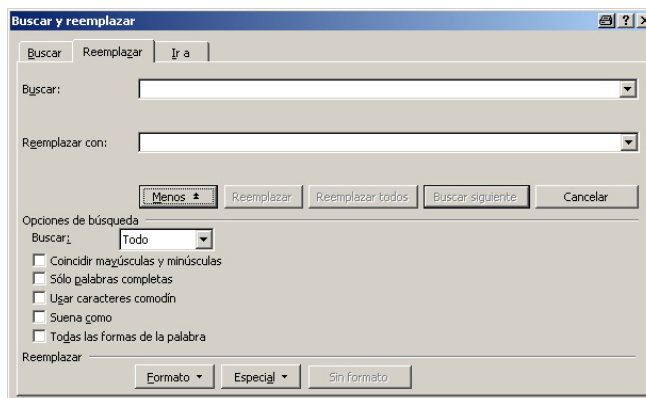 Buscar y reemplazar
Buscar Reemplazar Ir a
Buscar:
Reemplazar con:
Menos Reemplazar Reemplazar todos Buscar siguiente Cancelar
Opciones de búsqueda
Buscar: Todo
Coincidir mayúsculas y minúsculas
Sólo palabras completas
Usar caracteres comodín
Suena como
Todas las formas de la palabra
Reemplazar
Formato Especial Sin formato